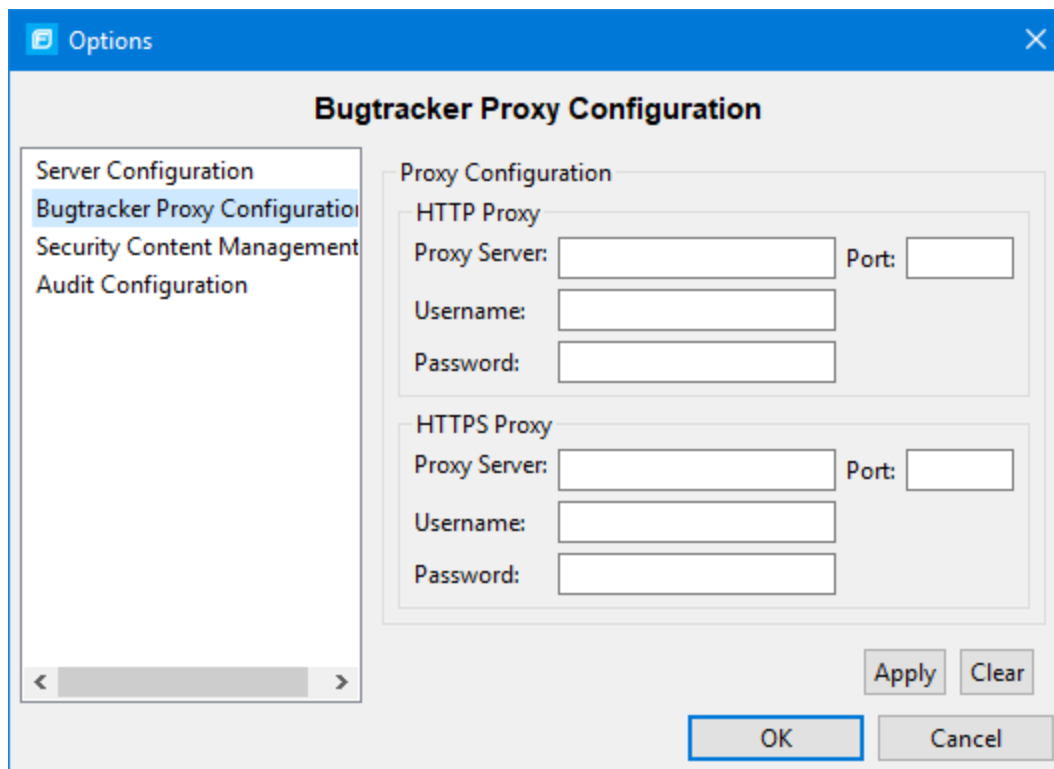 Options
Bugtracker Proxy Configuration
Server Configuration
Bugtracker Proxy Configuration
Security Content Management
Audit Configuration
Proxy Configuration
HTTP Proxy
Proxy Server: Port:
Username:
Password:
HTTPS Proxy
Proxy Server: Port:
Username:
Password:
Apply Clear
OK Cancel